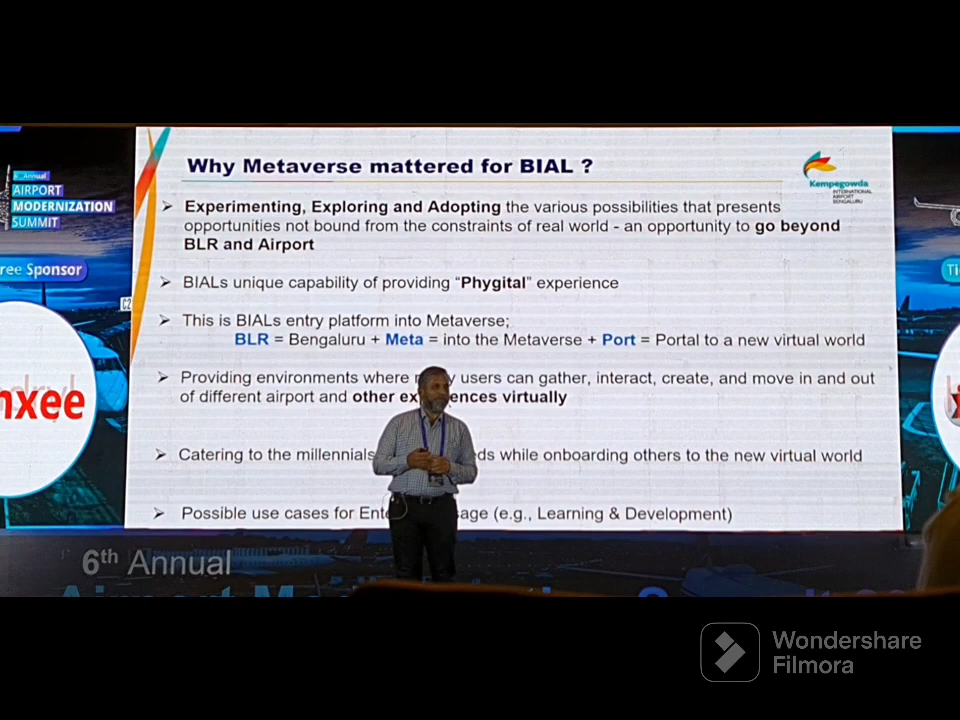 Why Metaverse mattered for BIAL ?
Kempegowda
INTERNATIONAL
AIRPORT
BENGALURU
Annual
AIRPORT
MODERNIZATION
SUMMIT
➢ Experimenting, Exploring and Adopting the various possibilities that presents
opportunities not bound from the constraints of real world - an opportunity to go beyond
BLR and Airport
ree Sponsor
➢ BIALs unique capability of providing “Phygital” experience
➢ This is BIALs entry platform into Metaverse;
BLR = Bengaluru + Meta = into the Metaverse + Port = Portal to a new virtual world
➢ Providing environments where users can gather, interact, create, and move in and out
of different airport and other virtually
nxee
➢ Catering to the millennials while onboarding others to the new virtual world
➢ Possible use cases for (e.g., Learning & Development)
6th Annual
Wondershare
Filmora